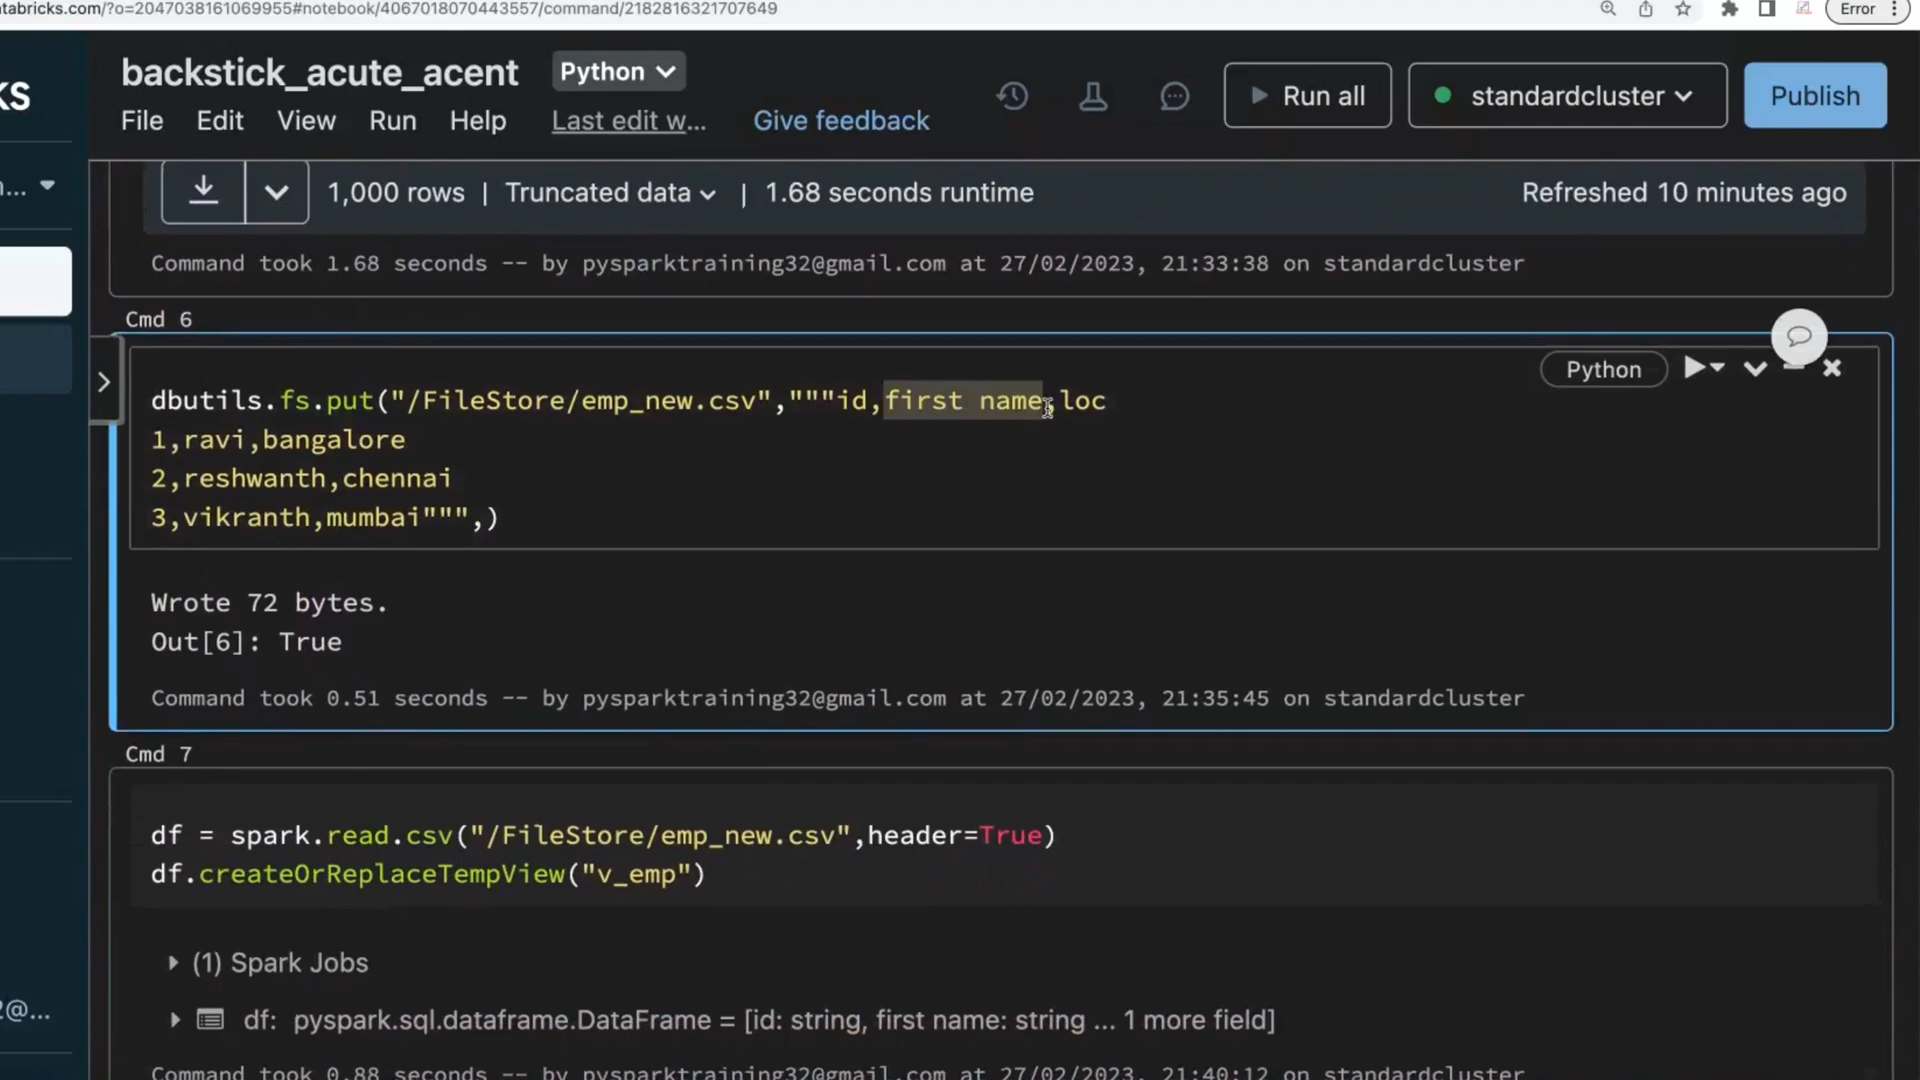 tabricks.com/?o=2047038161069955#notebook/4067018070443557/command/2182816321707649
Error
KS
backstick_acute_acent
Python
File Edit View Run Help Last edit w... Give feedback
Run all
standardcluster
Publish
1,000 rows | Truncated data | 1.68 seconds runtime
Refreshed 10 minutes ago
Command took 1.68 seconds -- by pysparktraining32@gmail.com at 27/02/2023, 21:33:38 on standardcluster
Cmd 6
Python
dbutils.fs.put("/FileStore/emp_new.csv","""id,first name,loc
1,ravi,bangalore
2,reshwanth,chennai
3,vikranth,mumbai""",)
Wrote 72 bytes.
Out[6]: True
Command took 0.51 seconds -- by pysparktraining32@gmail.com at 27/02/2023, 21:35:45 on standardcluster
Cmd 7
df = spark.read.csv("/FileStore/emp_new.csv",header=True)
df.createOrReplaceTempView("v_emp")
(1) Spark Jobs
2@...
df: pyspark.sql.dataframe.DataFrame = [id: string, first name: string ... 1 more field]
Command took 0.88 seconds -- by pysparktraining32@gmail.com at 27/02/2023, 21:40:12 on standardcluster